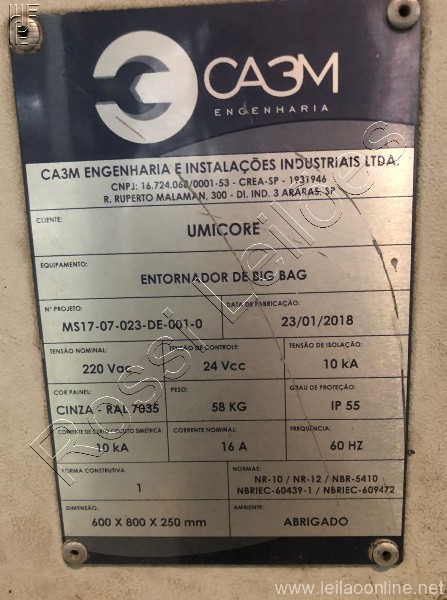 CA3M
ENGENHARIA
CA3M ENGENHARIA E INSTALAÇÕES INDUSTRIAIS LTDA.
CNPJ: 16.724.068/0001-53 - CREA-SP - 1931946
R. RUPERTO MALAMAN, 300 - DI. IND. 3 ARARAS, SP
CLIENTE:
UMICORE
EQUIPAMENTO:
ENTORNADOR DE BIG BAG
Nº PROJETO: DATA DE FABRICAÇÃO:
MS17-07-023-DE-001-0 23/01/2018
TENSÃO NOMINAL: TENSÃO DE CONTROLE: TENSÃO DE ISOLAÇÃO:
220 Vac 24 Vcc 10 kA
COR PAINEL: PESO: GRAU DE PROTEÇÃO:
CINZA - RAL 7035 58 KG IP 55
CORRENTE DE CURTO CIRCUITO SIMÉTRICA CORRENTE NOMINAL: FREQUÊNCIA:
10 kA 16 A 60 HZ
FORMA CONSTRUTIVA: NORMAS:
1 NR-10 / NR-12 / NBR-5410
NBRIEC-60439-1 / NBRIEC-609472
DIMENSÃO: AMBIENTE:
600 X 800 X 250 mm ABRIGADO
Rossi Leilões
www.leilaoonline.net